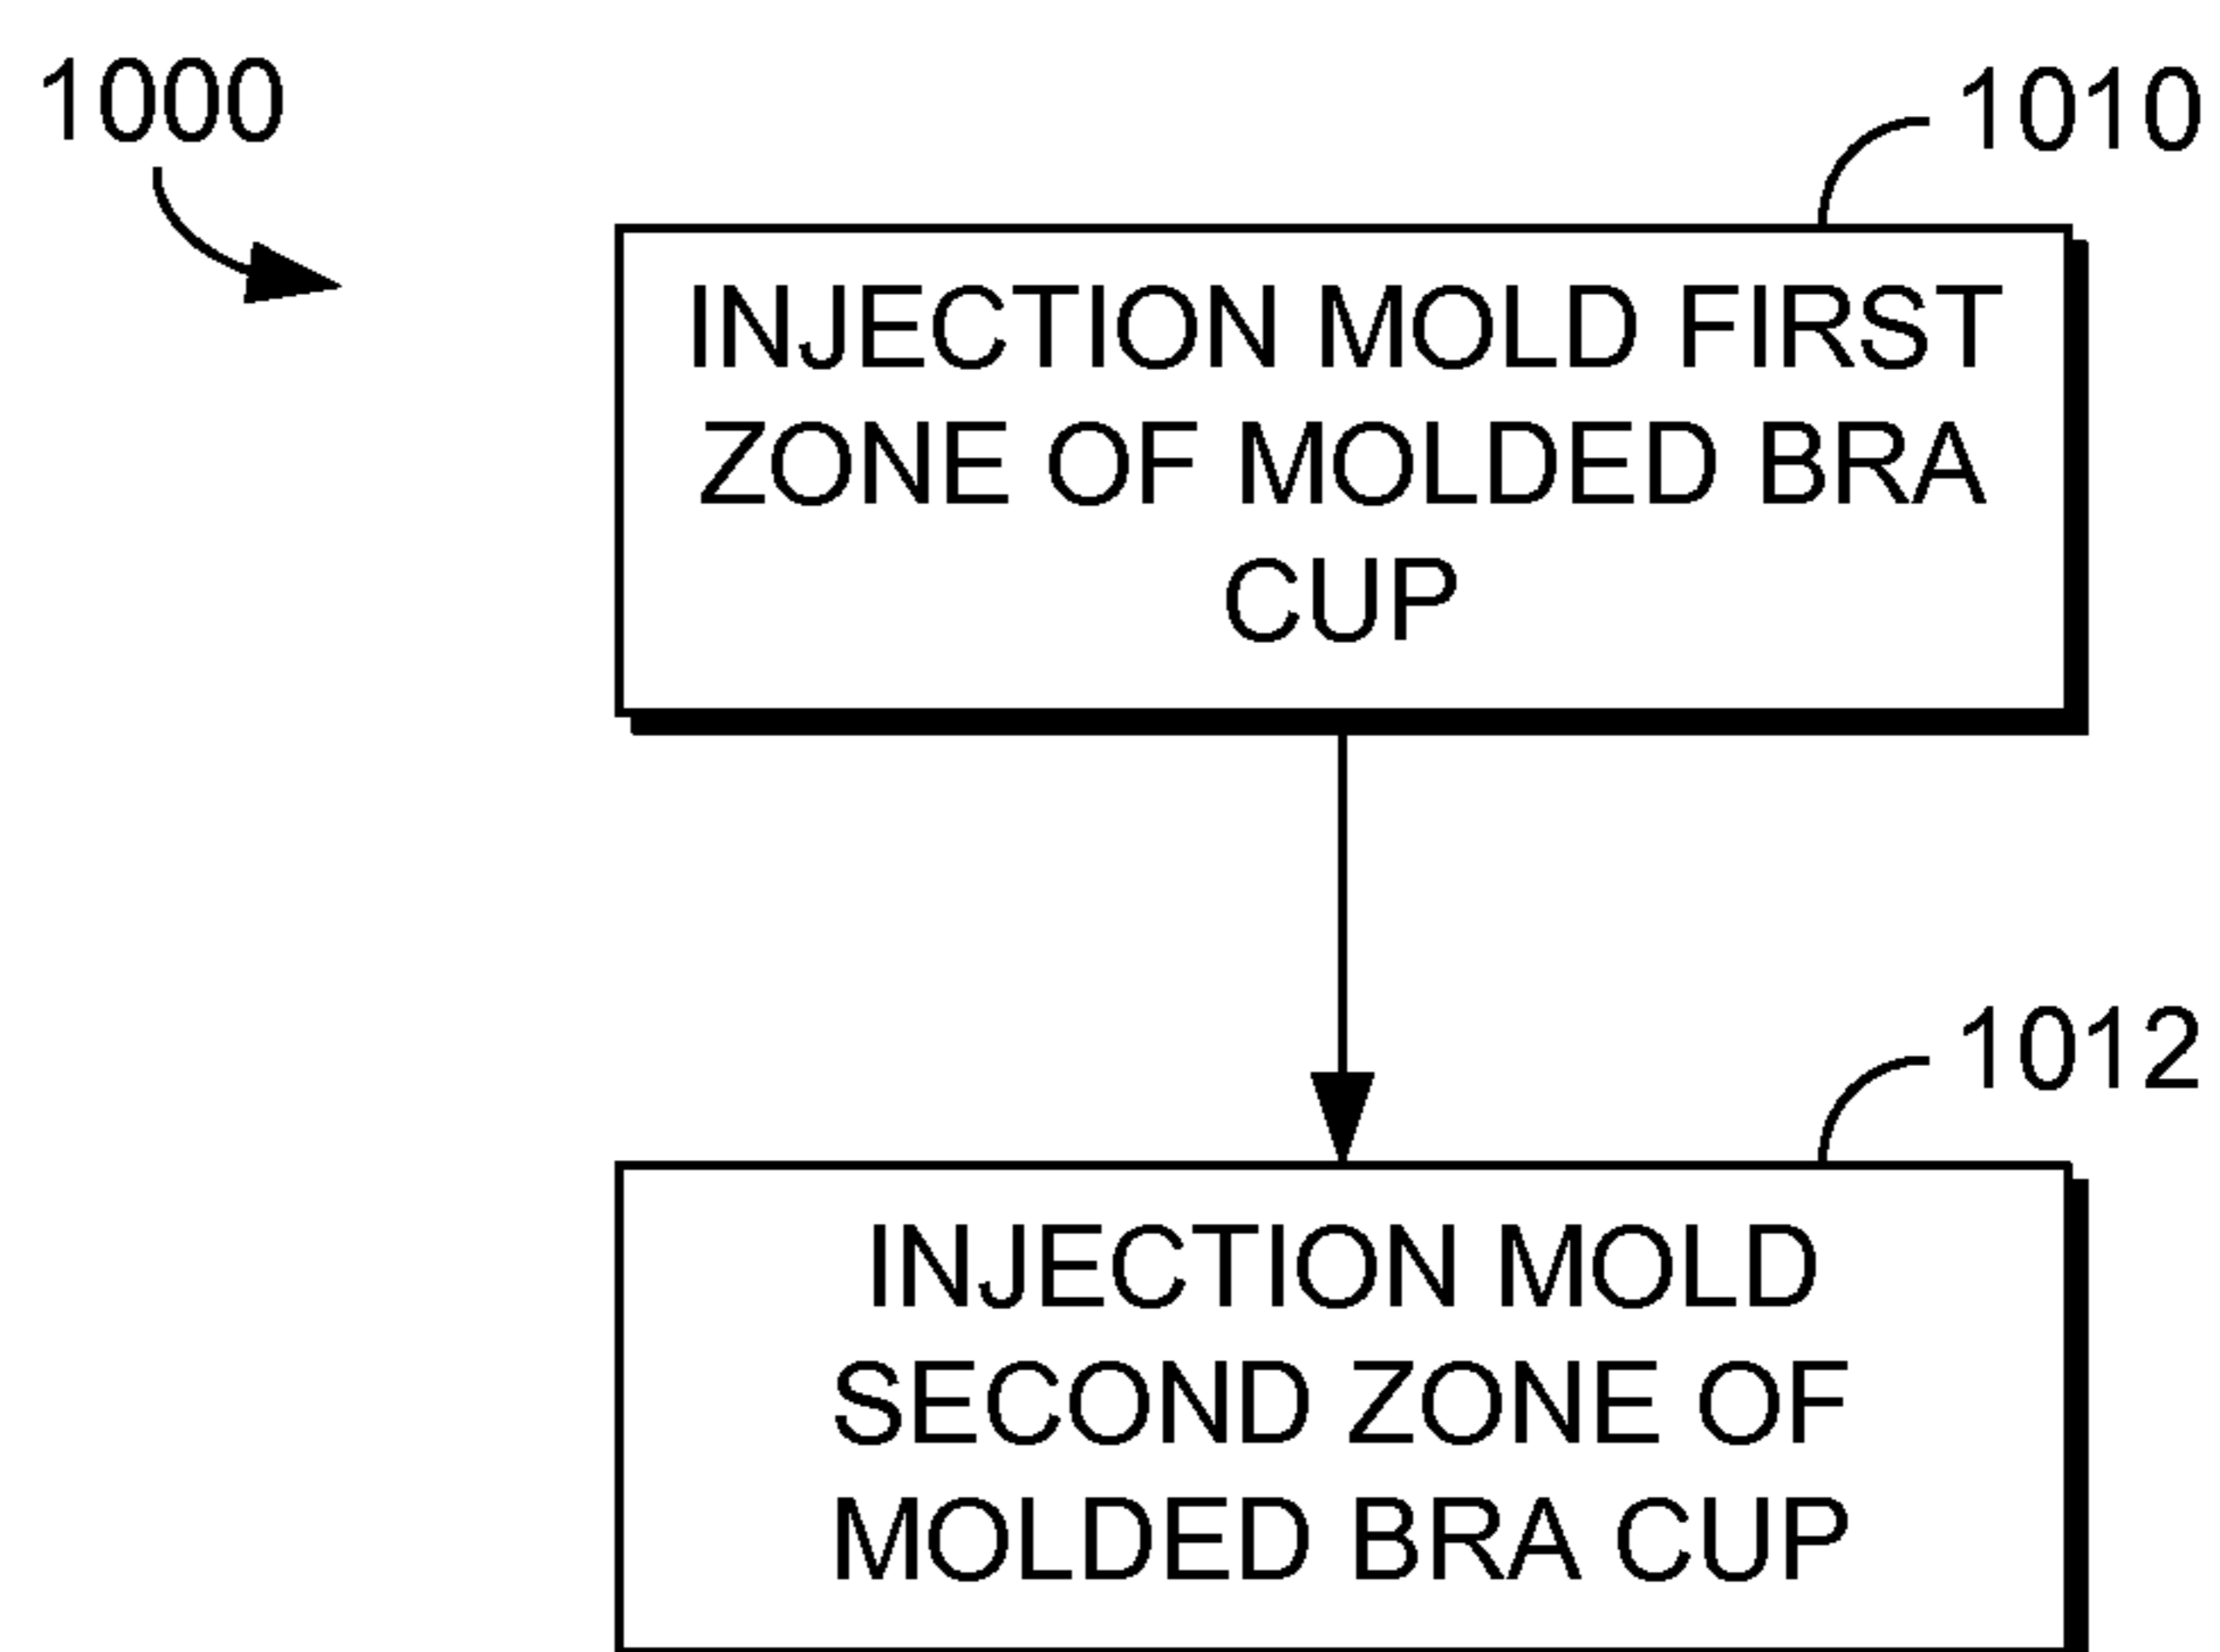 1000
1010
INJECTION MOLD FIRST
ZONE OF MOLDED BRA
CUP
1012
INJECTION MOLD
SECOND ZONE OF
MOLDED BRA CUP